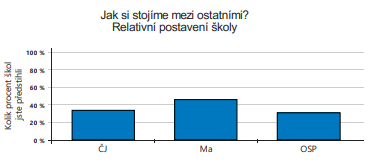 Jak si stojíme mezi ostatními?
Relativní postavení školy
Kolik procent škol
jste předstihli
100 %
80 %
60 %
40 %
20 %
0 %
ČJ
Ma
OSP